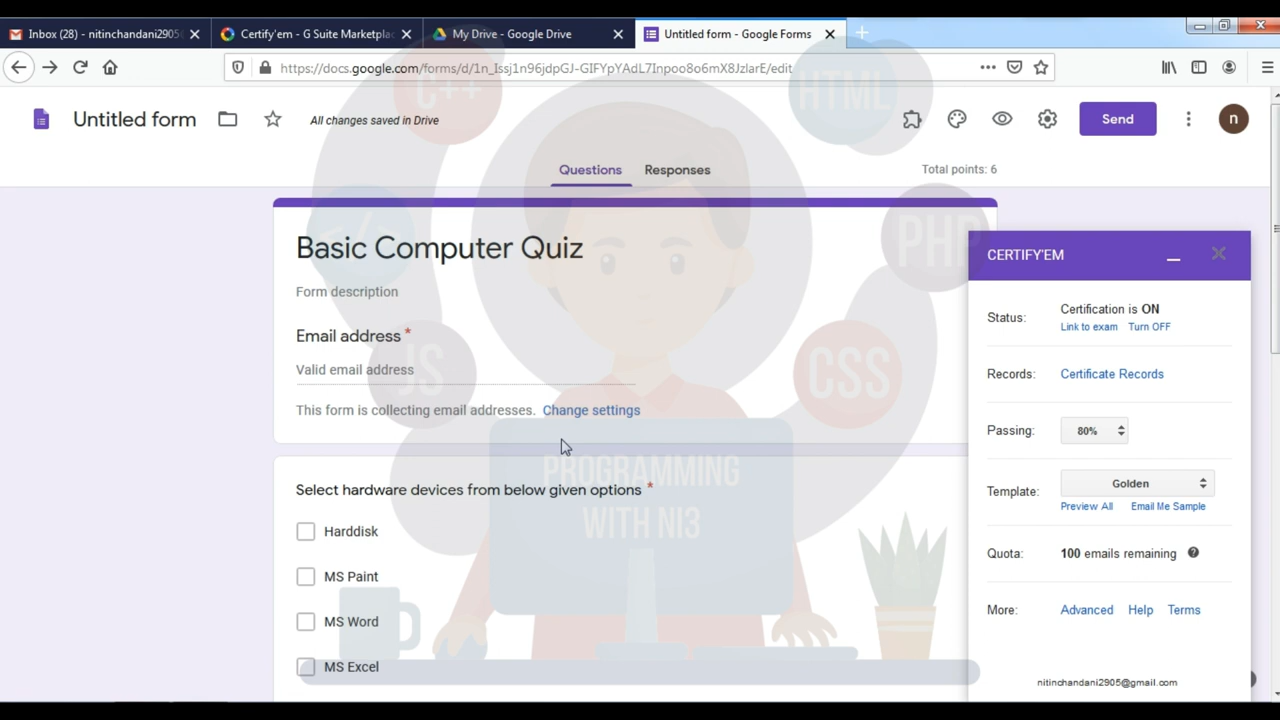 Inbox (28) - nitinchandani2905
Certify'em - G Suite Marketplac
My Drive - Google Drive
Untitled form - Google Forms
https://docs.google.com/forms/d/1n_Issj1n96jdpGJ-GIFYpYAdL7Inpoo8o6mX8JzlarE/edit
Untitled form
All changes saved in Drive
Send
n
Questions
Responses
Total points: 6
Basic Computer Quiz
Form description
Email address *
Valid email address
This form is collecting email addresses. Change settings
Select hardware devices from below given options *
Harddisk
MS Paint
MS Word
MS Excel
CERTIFY'EM
Status: Certification is ON
Link to exam Turn OFF
Records: Certificate Records
Passing: 80%
Template: Golden
Preview All Email Me Sample
Quota: 100 emails remaining
More: Advanced Help Terms
nitinchandani2905@gmail.com
C++
HTML
</>
PHP
JS
CSS
PROGRAMMING
WITH NI3